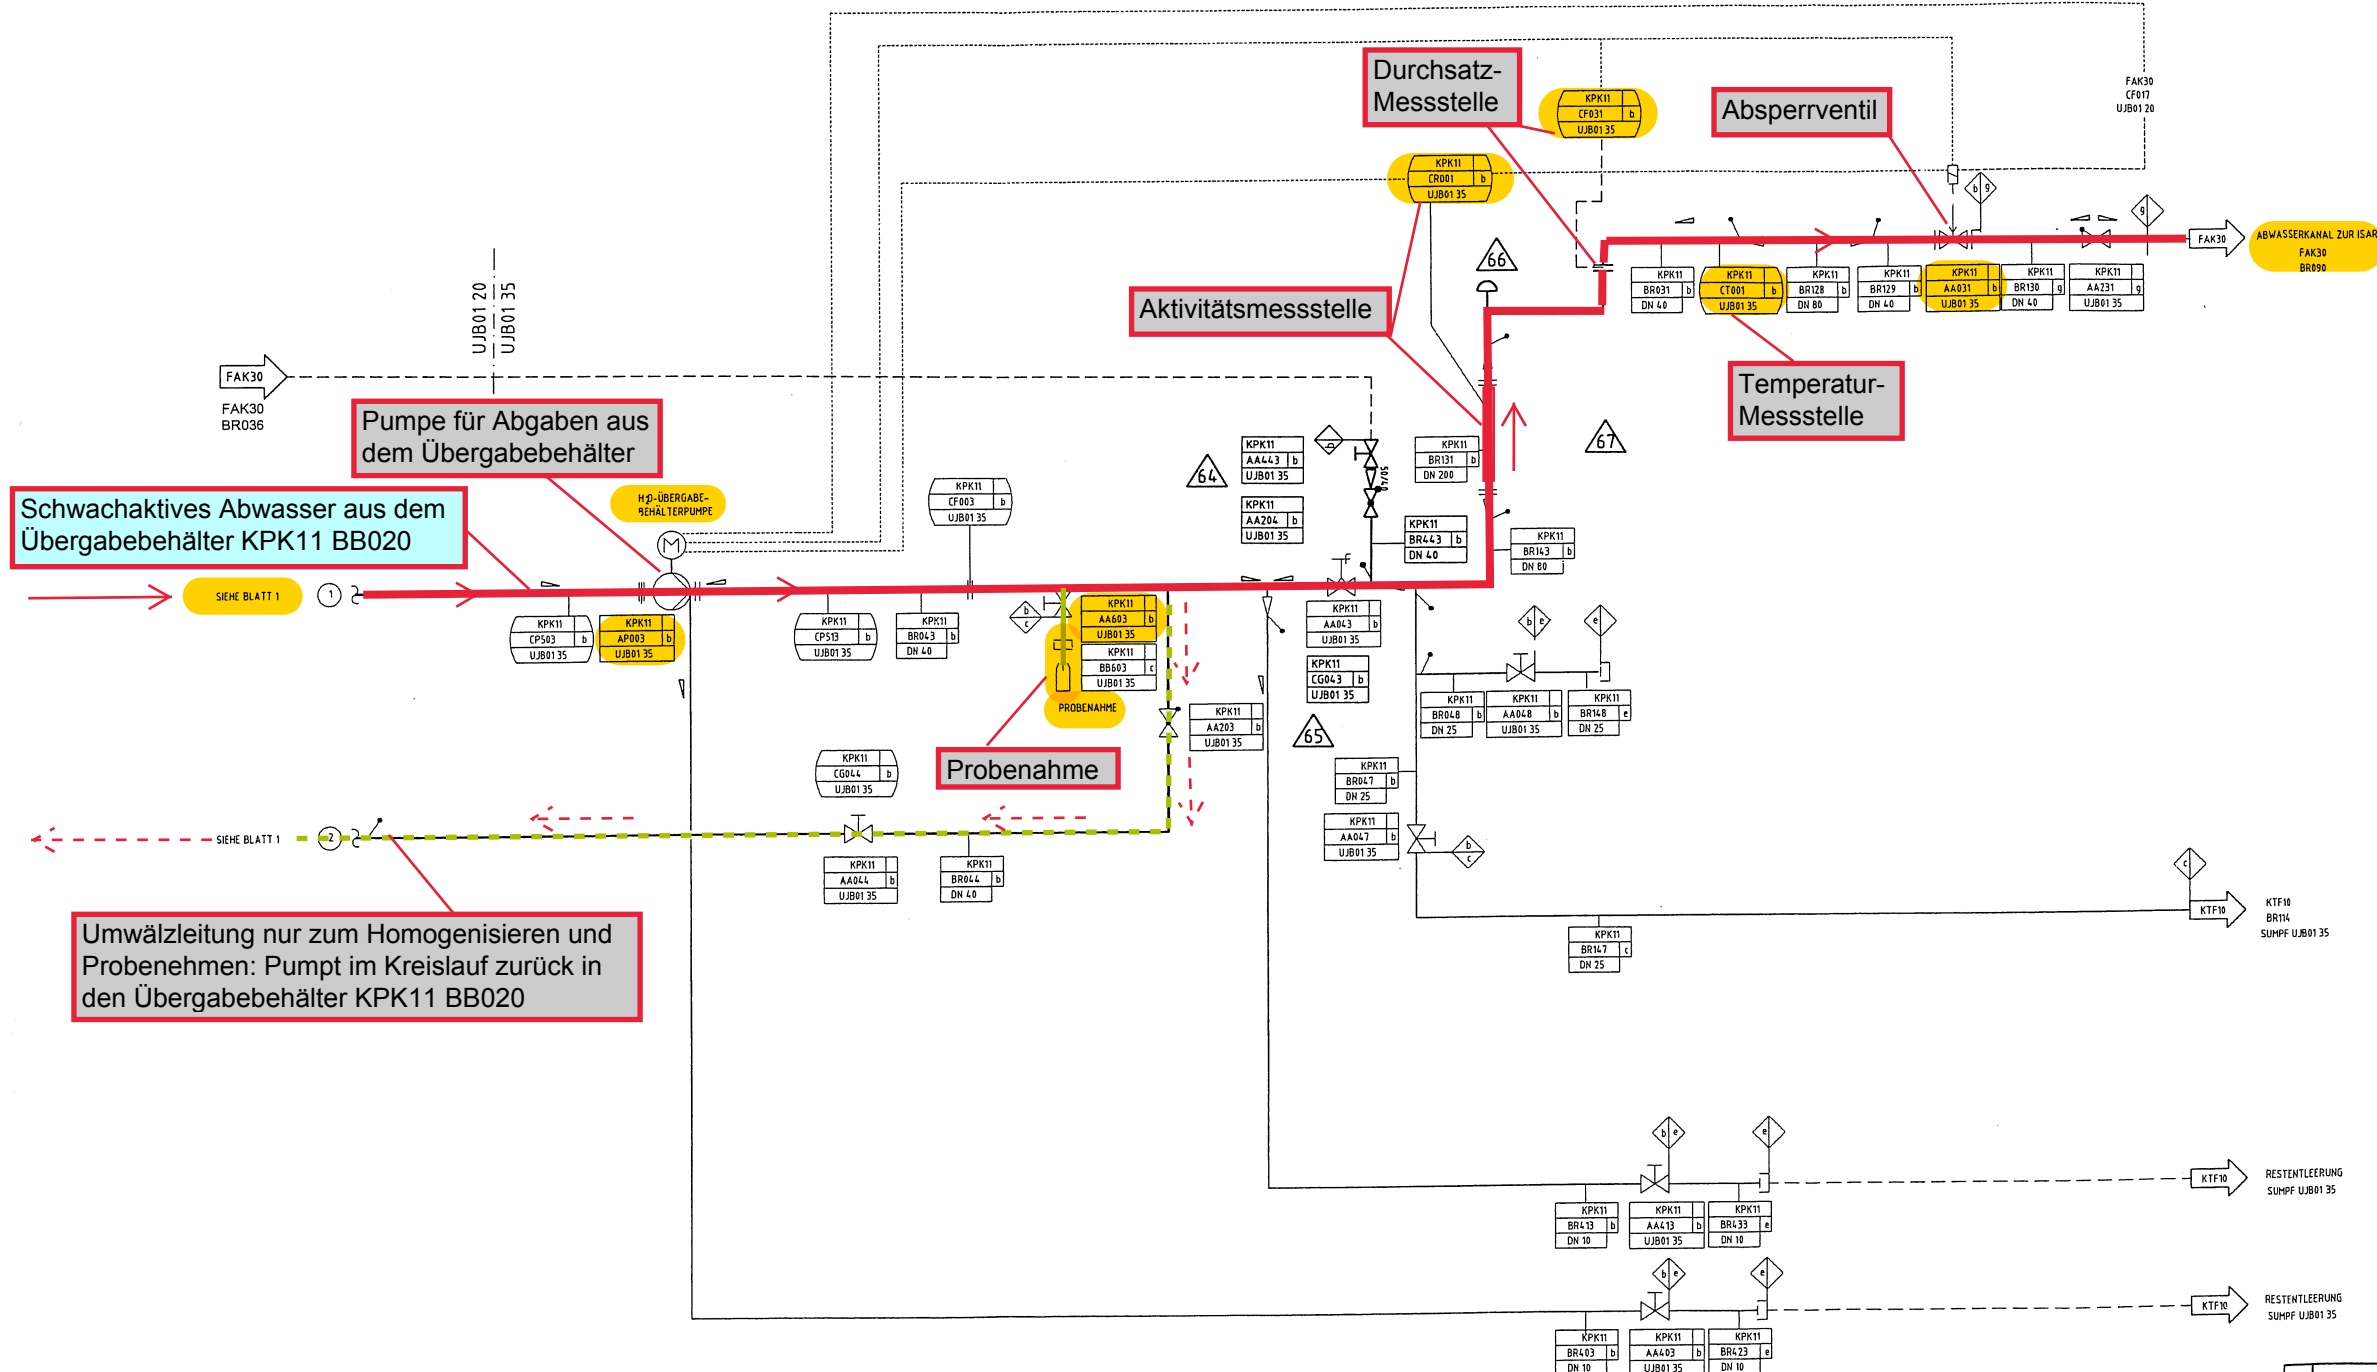 Durchsatz-
Messstelle
KPK11
CF031 b
UJB01 35
Absperrventil
FAK30
CF017
UJB01 20
KPK11
CR001 b
UJB01 35
b g
g
FAK30
ABWASSERKANAL ZUR ISAR
FAK30
BR090
66
KPK11
BR031 b
DN 40
KPK11
CT001 b
UJB01 35
KPK11
BR128 b
DN 80
KPK11
BR129 b
DN 40
KPK11
AA031 b
UJB01 35
KPK11
BR130 g
DN 40
KPK11
AA231 g
UJB01 35
Aktivitätsmessstelle
UJB01 20
UJB01 35
FAK30
FAK30
BR036
Temperatur-
Messstelle
Pumpe für Abgaben aus
dem Übergabebehälter
64
KPK11
AA443 b
UJB01 35
b
50/40
KPK11
BR131 b
DN 200
67
Schwachaktives Abwasser aus dem
Übergabebehälter KPK11 BB020
H2O-ÜBERGABE-
BEHÄLTERPUMPE
M
KPK11
CF003 b
UJB01 35
KPK11
AA204 b
UJB01 35
KPK11
BR443 b
DN 40
KPK11
BR143 b
DN 80
SIEHE BLATT 1
1
f
KPK11
CP503 b
UJB01 35
KPK11
AP003 b
UJB01 35
KPK11
CP513 b
UJB01 35
KPK11
BR043 b
DN 40
b
c
KPK11
AA603 b
UJB01 35
KPK11
BB603 c
UJB01 35
PROBENAHME
KPK11
AA043 b
UJB01 35
KPK11
CG043 b
UJB01 35
b e
e
KPK11
BR048 b
DN 25
KPK11
AA048 b
UJB01 35
KPK11
BR148 e
DN 25
KPK11
AA203 b
UJB01 35
65
Probenahme
KPK11
CG044 b
UJB01 35
KPK11
BR047 b
DN 25
SIEHE BLATT 1
2
KPK11
AA047 b
UJB01 35
b
c
KPK11
AA044 b
UJB01 35
KPK11
BR044 b
DN 40
c
KTF10
KTF10
BR114
SUMPF UJB01 35
Umwälzleitung nur zum Homogenisieren und
Probenehmen: Pumpt im Kreislauf zurück in
den Übergabebehälter KPK11 BB020
KPK11
BR147 c
DN 25
b e
e
KTF10
RESTENTLEERUNG
SUMPF UJB01 35
KPK11
BR413 b
DN 10
KPK11
AA413 b
UJB01 35
KPK11
BR433 e
DN 10
b e
e
KTF10
RESTENTLEERUNG
SUMPF UJB01 35
KPK11
BR403 b
DN 10
KPK11
AA403 b
UJB01 35
KPK11
BR423 e
DN 10